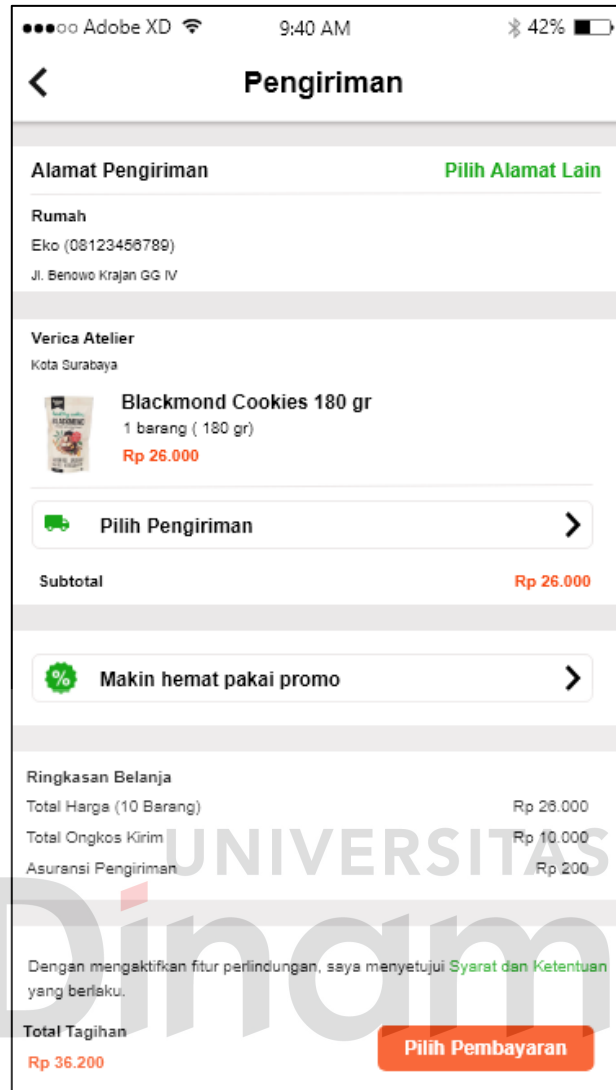 Adobe XD 9:40 AM 42%
Pengiriman
Alamat Pengiriman Pilih Alamat Lain
Rumah
Eko (08123456789)
Jl. Benowo Krajan GG IV
Verica Atelier
Kota Surabaya
Blackmond Cookies 180 gr
1 barang ( 180 gr)
Rp 26.000
Pilih Pengiriman
Subtotal Rp 26.000
% Makin hemat pakai promo
Ringkasan Belanja
Total Harga (10 Barang) Rp 26.000
Total Ongkos Kirim Rp 10.000
Asuransi Pengiriman Rp 200
UNIVERSITAS
Dinam
Dengan mengaktifkan fitur perlindungan, saya menyetujui Syarat dan Ketentuan
yang berlaku.
Total Tagihan
Rp 36.200
Pilih Pembayaran